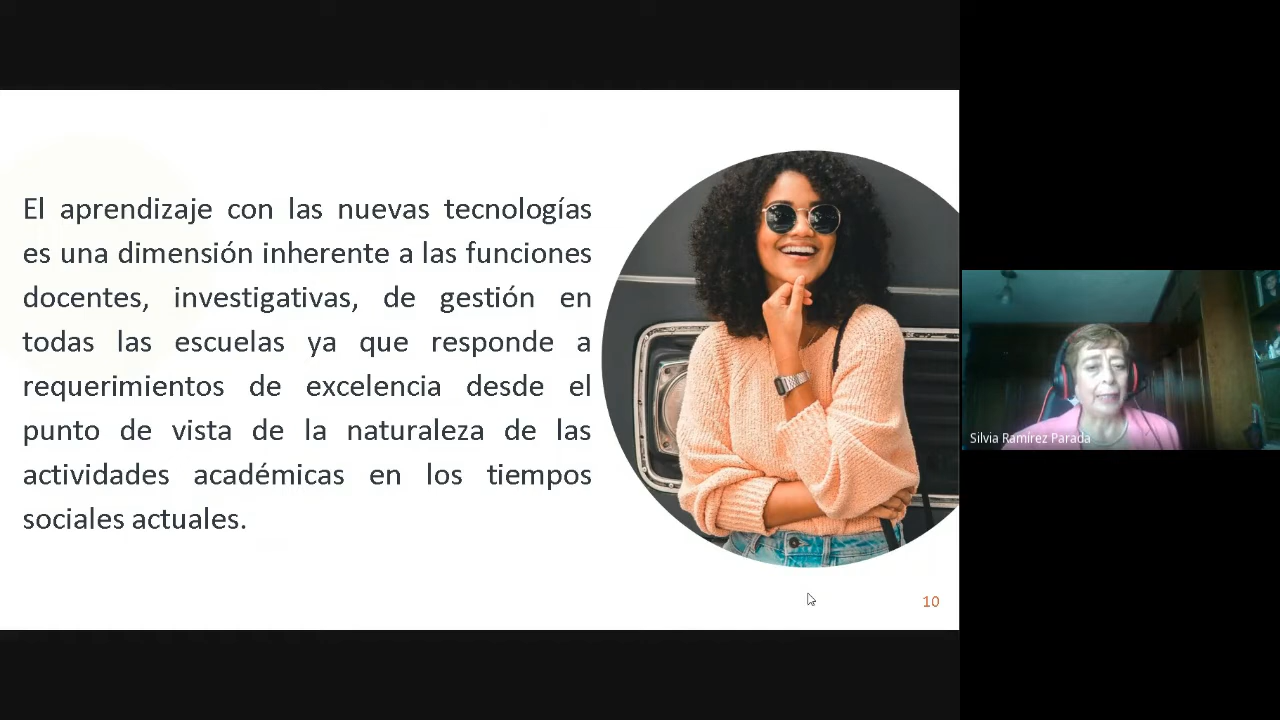 El aprendizaje con las nuevas tecnologías
es una dimensión inherente a las funciones
docentes, investigativas, de gestión en
todas las escuelas ya que responde a
requerimientos de excelencia desde el
punto de vista de la naturaleza de las
actividades académicas en los tiempos
sociales actuales.
10
Silvia Ramírez Parada